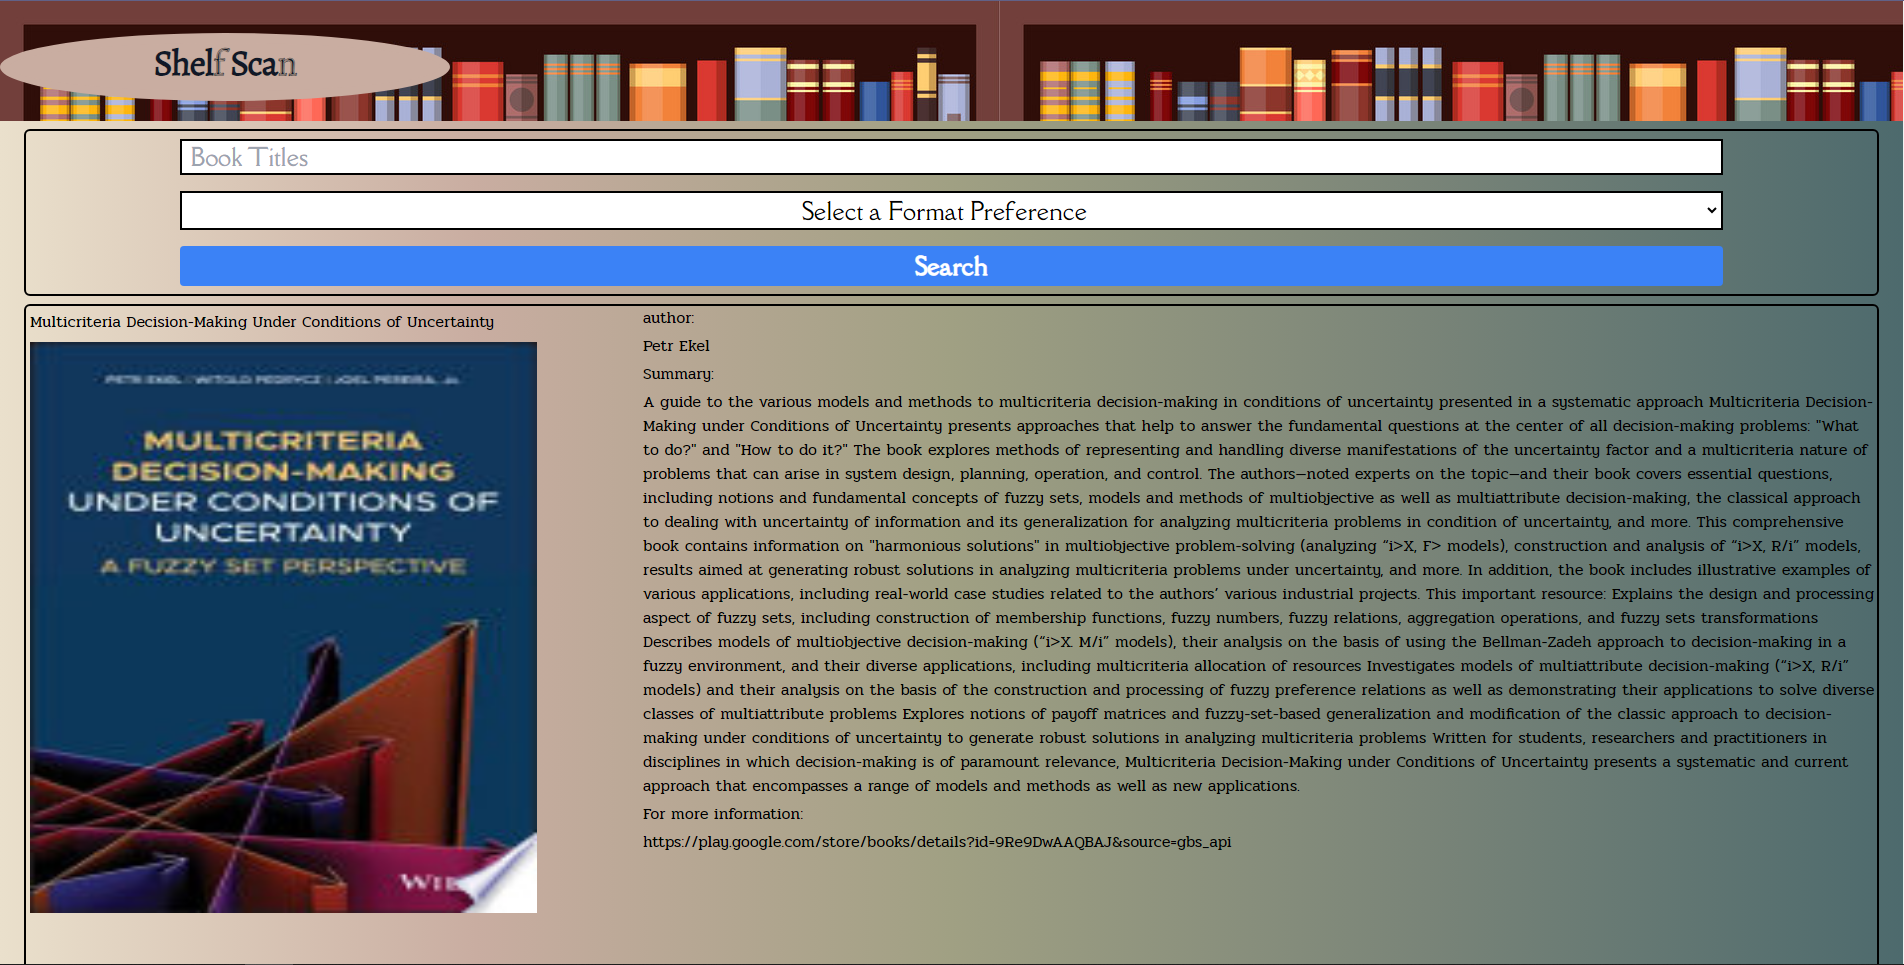 Shelf Scan
Book Titles
Select a Format Preference
Search
Multicriteria Decision-Making Under Conditions of Uncertainty
PETR EKEL | WITOLD PEDRYCZ | JOEL PEREIRA, JR.
MULTICRITERIA
DECISION-MAKING
UNDER CONDITIONS OF
UNCERTAINTY
A FUZZY SET PERSPECTIVE
author:
Petr Ekel
Summary:
A guide to the various models and methods to multicriteria decision-making in conditions of uncertainty presented in a systematic approach Multicriteria Decision-
Making under Conditions of Uncertainty presents approaches that help to answer the fundamental questions at the center of all decision-making problems: "What
to do?" and "How to do it?" The book explores methods of representing and handling diverse manifestations of the uncertainty factor and a multicriteria nature of
problems that can arise in system design, planning, operation, and control. The authors—noted experts on the topic—and their book covers essential questions,
including notions and fundamental concepts of fuzzy sets, models and methods of multiobjective as well as multiattribute decision-making, the classical approach
to dealing with uncertainty of information and its generalization for analyzing multicriteria problems in condition of uncertainty, and more. This comprehensive
book contains information on "harmonious solutions" in multiobjective problem-solving (analyzing “i>X, F> models), construction and analysis of “i>X, R/i” models,
results aimed at generating robust solutions in analyzing multicriteria problems under uncertainty, and more. In addition, the book includes illustrative examples of
various applications, including real-world case studies related to the authors’ various industrial projects. This important resource: Explains the design and processing
aspect of fuzzy sets, including construction of membership functions, fuzzy numbers, fuzzy relations, aggregation operations, and fuzzy sets transformations
Describes models of multiobjective decision-making (“i>X. M/i” models), their analysis on the basis of using the Bellman-Zadeh approach to decision-making in a
fuzzy environment, and their diverse applications, including multicriteria allocation of resources Investigates models of multiattribute decision-making (“i>X, R/i”
models) and their analysis on the basis of the construction and processing of fuzzy preference relations as well as demonstrating their applications to solve diverse
classes of multiattribute problems Explores notions of payoff matrices and fuzzy-set-based generalization and modification of the classic approach to decision-
making under conditions of uncertainty to generate robust solutions in analyzing multicriteria problems Written for students, researchers and practitioners in
disciplines in which decision-making is of paramount relevance, Multicriteria Decision-Making under Conditions of Uncertainty presents a systematic and current
approach that encompasses a range of models and methods as well as new applications.
For more information:
https://play.google.com/store/books/details?id=9Re9DwAAQBAJ&source=gbs_api